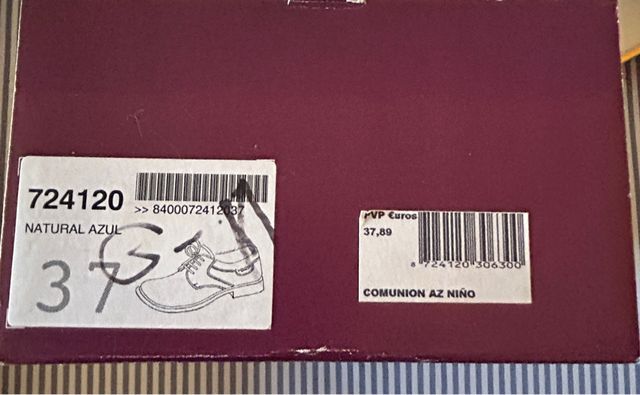 724120
>> 8400072412037
NATURAL AZUL
37
PVP €uros
37,89
8 724120 306300
COMUNION AZ NIÑO